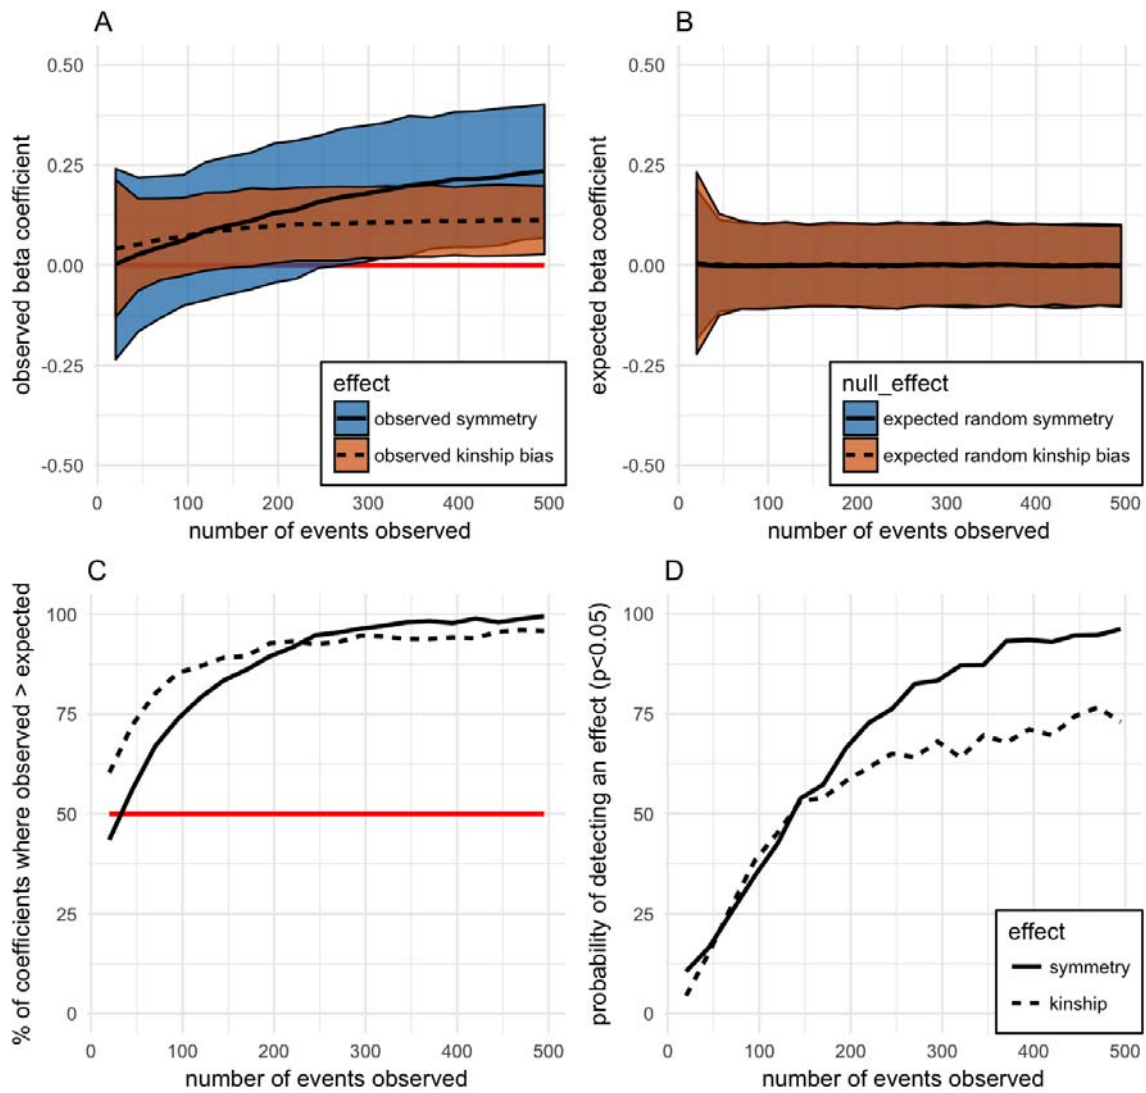 A
observed beta coefficient
0.50
0.25
0.00
-0.25
-0.50
effect
observed symmetry
observed kinship bias
0 100 200 300 400 500
number of events observed
B
expected beta coefficient
0.50
0.25
0.00
-0.25
-0.50
null_effect
expected random symmetry
expected random kinship bias
0 100 200 300 400 500
number of events observed
C
% of coefficients where observed > expected
100
75
50
25
0
0 100 200 300 400 500
number of events observed
D
probability of detecting an effect (p<0.05)
100
75
50
25
0
effect
symmetry
kinship
0 100 200 300 400 500
number of events observed